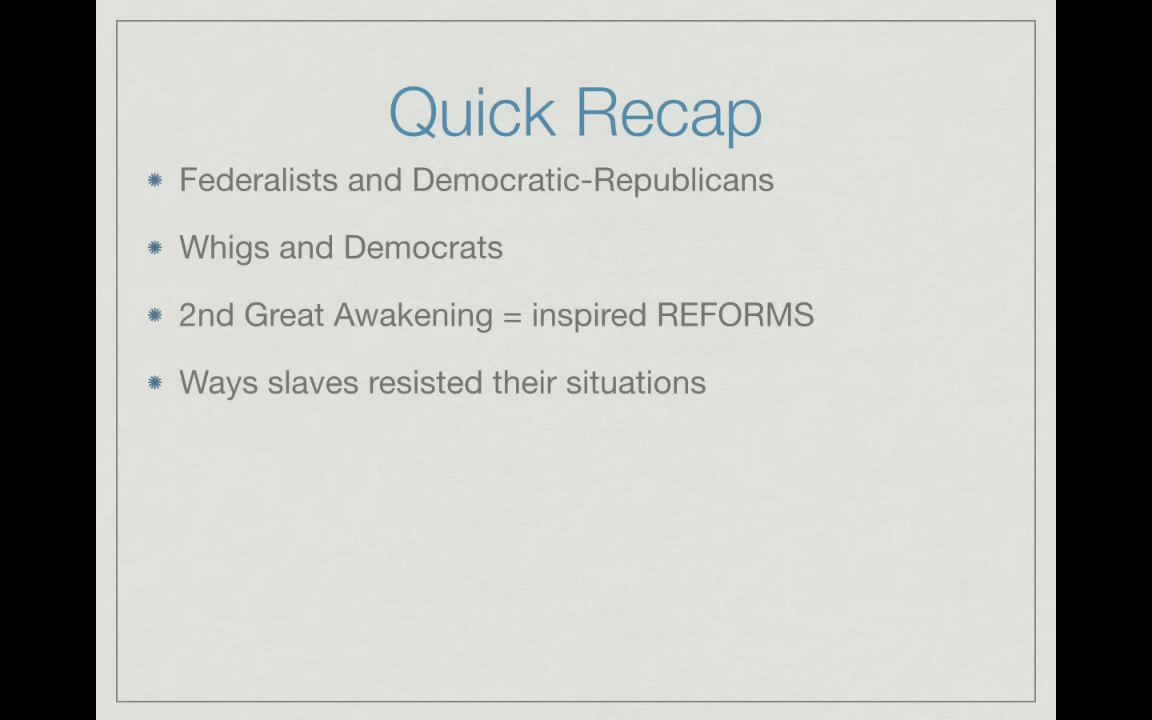 Quick Recap
Federalists and Democratic-Republicans
Whigs and Democrats
2nd Great Awakening = inspired REFORMS
Ways slaves resisted their situations